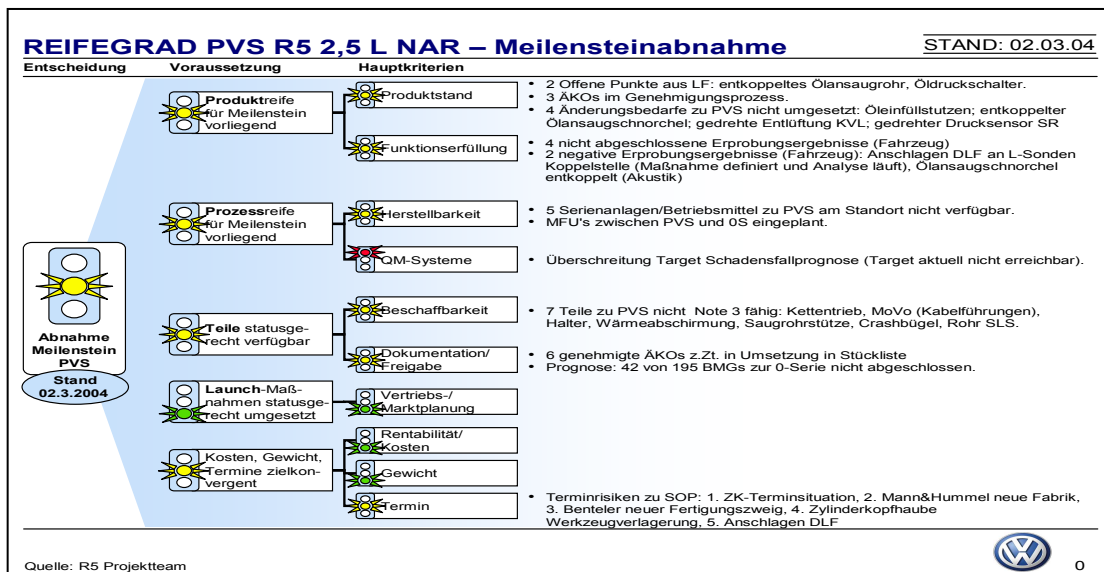 REIFEGRAD PVS R5 2,5 L NAR – Meilensteinabnahme
STAND: 02.03.04
Entscheidung
Voraussetzung
Hauptkriterien
Abnahme
Meilenstein
PVS
Stand
02.3.2004
Produktreife
für Meilenstein
vorliegend
Produktstand
• 2 Offene Punkte aus LF: entkoppeltes Ölansaugrohr, Öldruckschalter.
• 3 ÄKOs im Genehmigungsprozess.
• 4 Änderungsbedarfe zu PVS nicht umgesetzt: Öleinfüllstutzen; entkoppelter
Ölansaugschnorchel; gedrehte Entlüftung KVL; gedrehter Drucksensor SR
Funktionserfüllung
• 4 nicht abgeschlossene Erprobungsergebnisse (Fahrzeug)
• 2 negative Erprobungsergebnisse (Fahrzeug): Anschlagen DLF an L-Sonden
Koppelstelle (Maßnahme definiert und Analyse läuft), Ölansaugschnorchel
entkoppelt (Akustik)
Prozessreife
für Meilenstein
vorliegend
Herstellbarkeit
• 5 Serienanlagen/Betriebsmittel zu PVS am Standort nicht verfügbar.
• MFU's zwischen PVS und 0S eingeplant.
QM-Systeme
• Überschreitung Target Schadensfallprognose (Target aktuell nicht erreichbar).
Teile statusge-
recht verfügbar
Beschaffbarkeit
• 7 Teile zu PVS nicht Note 3 fähig: Kettentrieb, MoVo (Kabelführungen),
Halter, Wärmeabschirmung, Saugrohrstütze, Crashbügel, Rohr SLS.
Dokumentation/
Freigabe
• 6 genehmigte ÄKOs z.Zt. in Umsetzung in Stückliste
• Prognose: 42 von 195 BMGs zur 0-Serie nicht abgeschlossen.
Launch-Maß-
nahmen statusge-
recht umgesetzt
Vertriebs-/
Marktplanung
Kosten, Gewicht,
Termine zielkon-
vergent
Rentabilität/
Kosten
Gewicht
Termin
• Terminrisiken zu SOP: 1. ZK-Terminsituation, 2. Mann&Hummel neue Fabrik,
3. Benteler neuer Fertigungszweig, 4. Zylinderkopfhaube
Werkzeugverlagerung, 5. Anschlagen DLF
Quelle: R5 Projektteam
VW
0